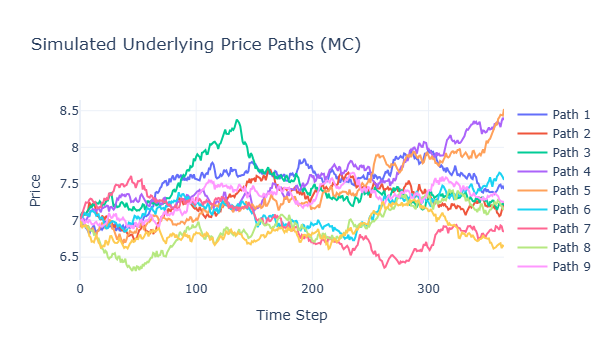 Simulated Underlying Price Paths (MC)
8.5
8
7.5
7
6.5
Price
0
100
200
300
Time Step
Path 1
Path 2
Path 3
Path 4
Path 5
Path 6
Path 7
Path 8
Path 9